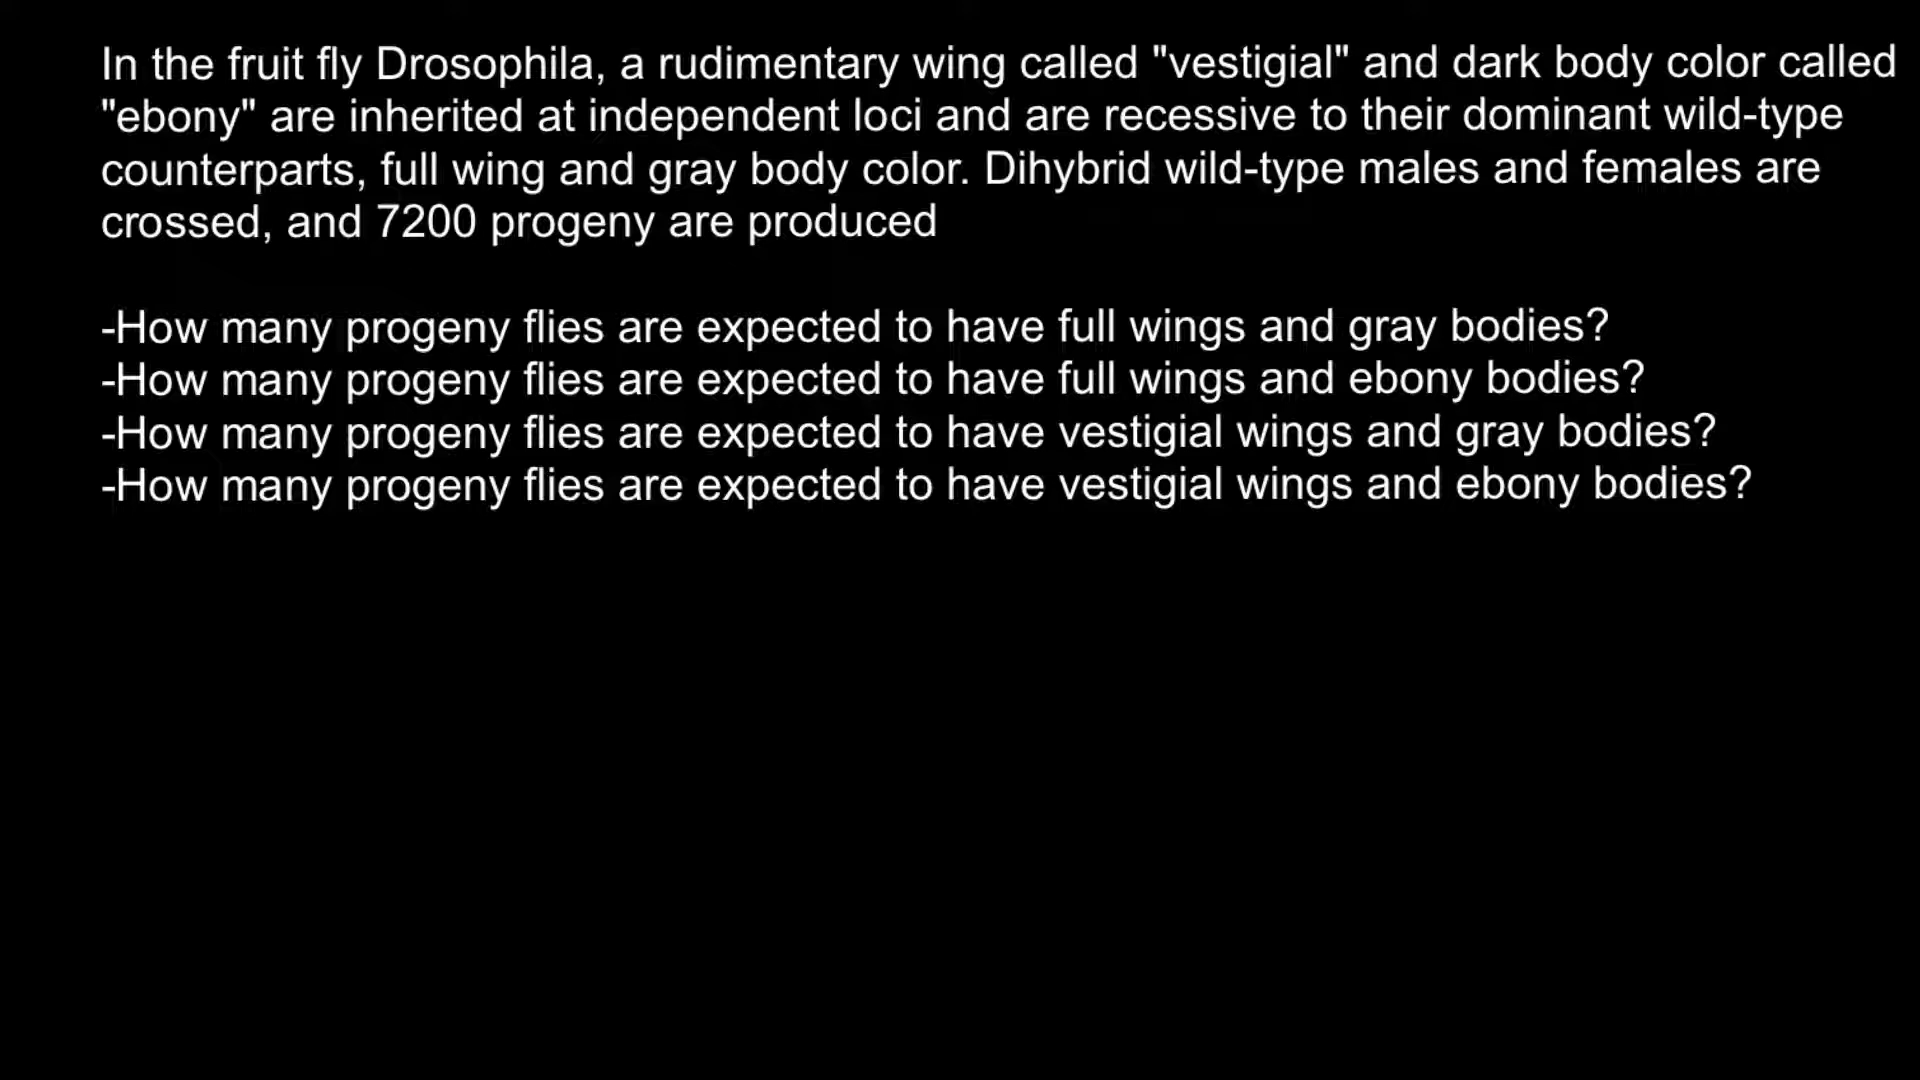 In the fruit fly Drosophila, a rudimentary wing called "vestigial" and dark body color called
"ebony" are inherited at independent loci and are recessive to their dominant wild-type
counterparts, full wing and gray body color. Dihybrid wild-type males and females are
crossed, and 7200 progeny are produced
-How many progeny flies are expected to have full wings and gray bodies?
-How many progeny flies are expected to have full wings and ebony bodies?
-How many progeny flies are expected to have vestigial wings and gray bodies?
-How many progeny flies are expected to have vestigial wings and ebony bodies?